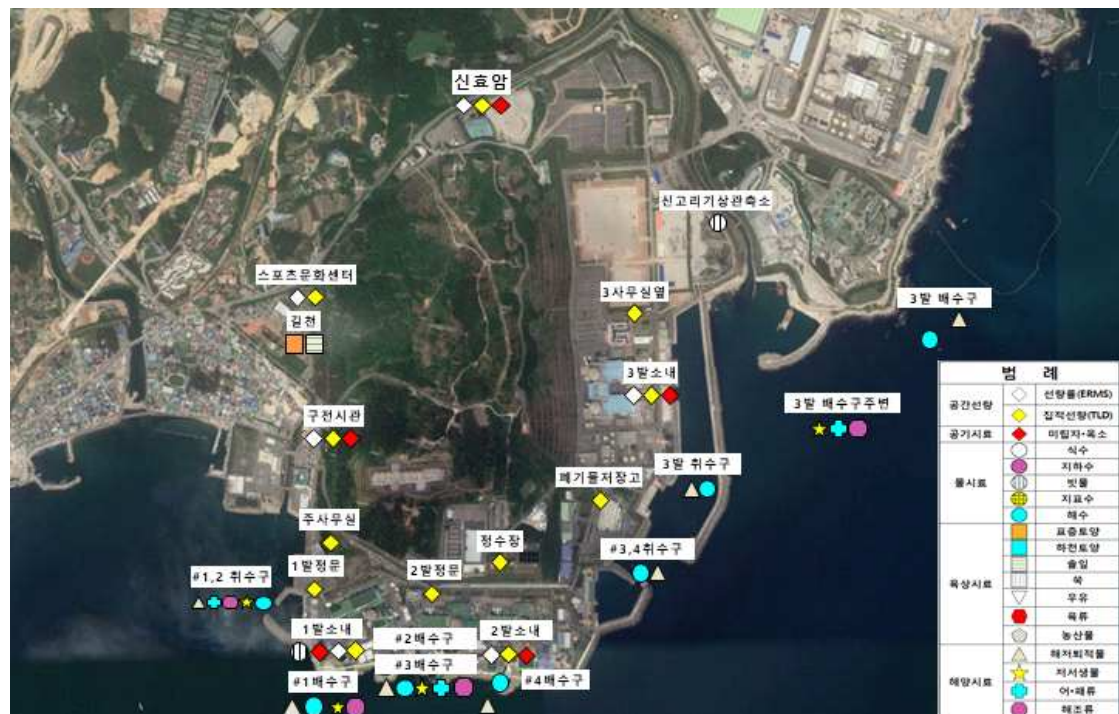 신효암
신고리기상관측소
스포츠문화센터
3사무실옆
3발 배수구
길천
3발소내
3발 배수구주변
구전시관
3발 취수구
폐기물저장고
주사무실
정수장
#3,4취수구
1발정문
2발정문
#1,2 취수구
1발소내
#2배수구
2발소내
#3배수구
#4배수구
#1배수구
범 례
공간선량
선량률(ERMS)
집적선량(TLD)
공기시료
미립자•옥소
물시료
식수
지하수
빗물
지표수
해수
육상시료
표층토양
하천토양
솔잎
쑥
우유
육류
농산물
해양시료
해저퇴적물
저서생물
어•패류
해조류